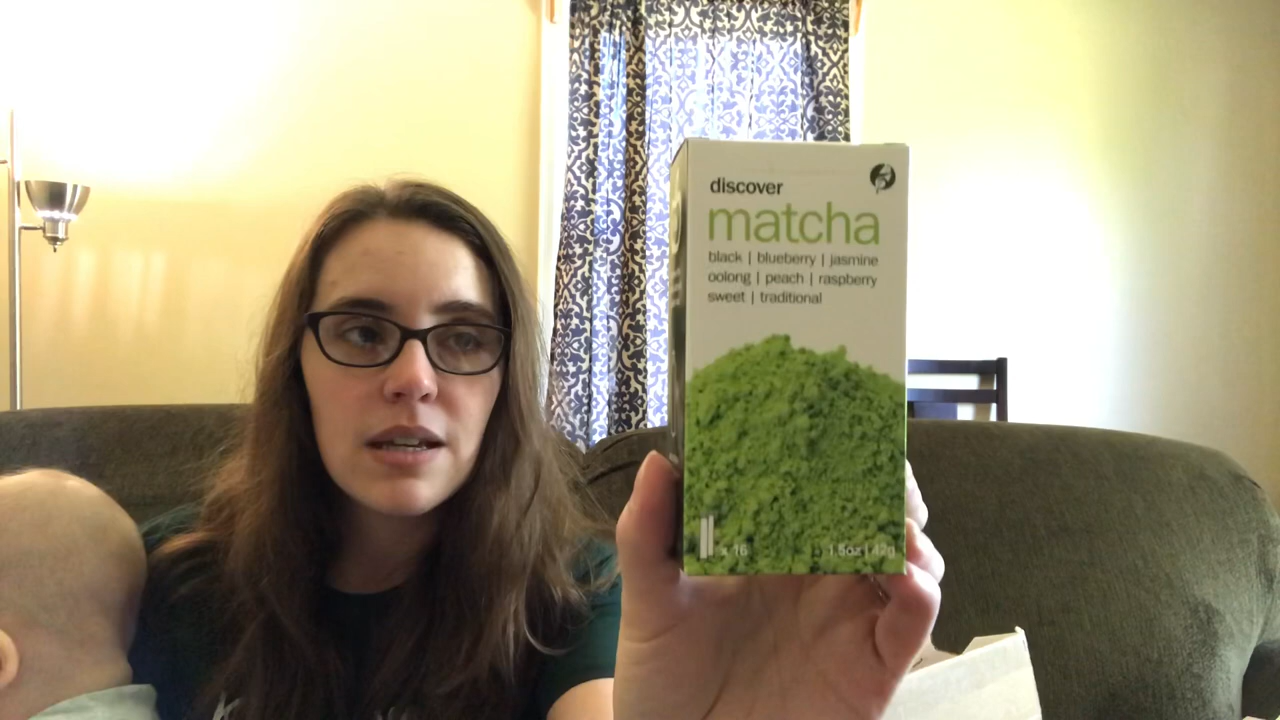 discover
matcha
black | blueberry | jasmine
oolong | peach | raspberry
sweet | traditional
x 16
1.5oz | 42g